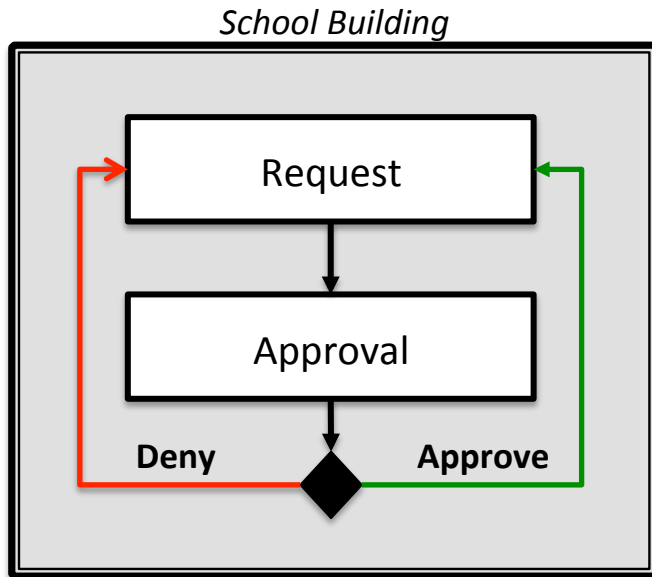 School Building
Request
Approval
Deny
Approve